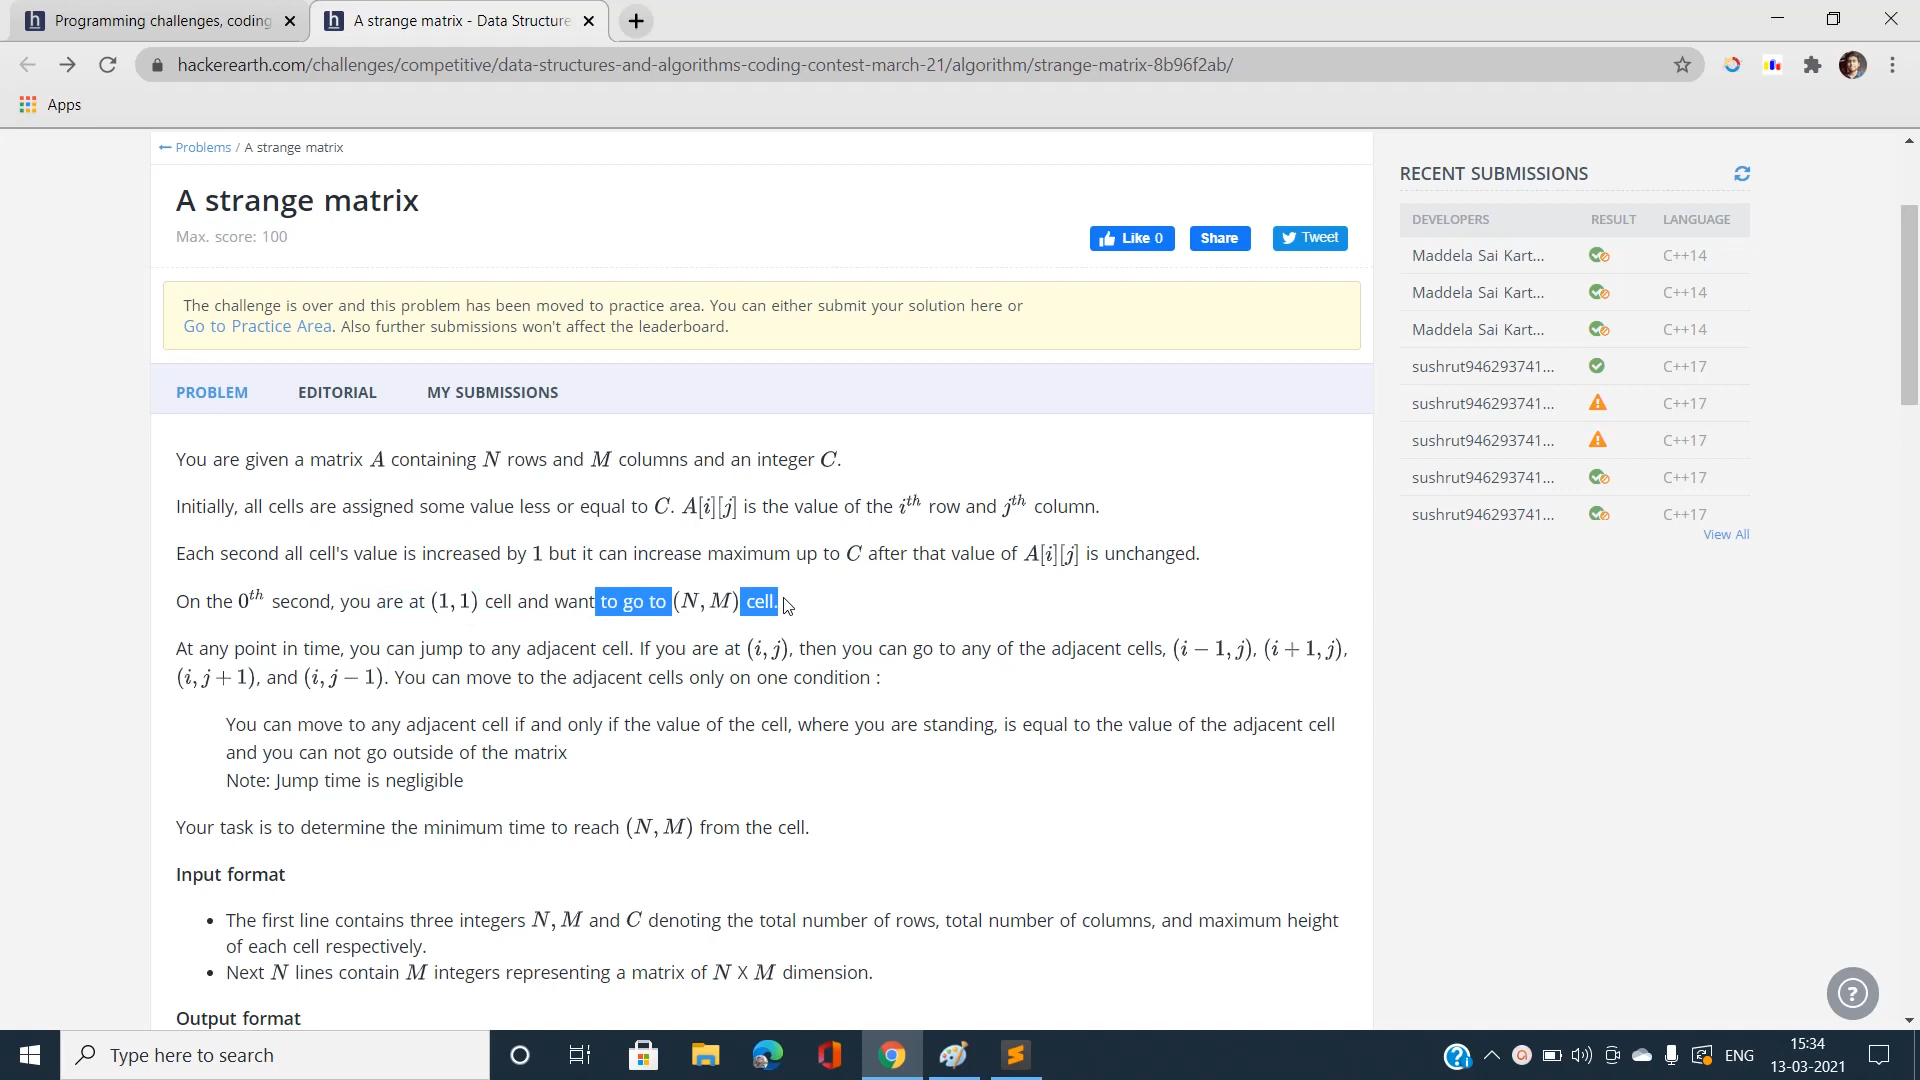 Programming challenges, coding
A strange matrix - Data Structure
hackerearth.com/challenges/competitive/data-structures-and-algorithms-coding-contest-march-21/algorithm/strange-matrix-8b96f2ab/
Apps
← Problems / A strange matrix
A strange matrix
Max. score: 100
Like 0 Share Tweet
The challenge is over and this problem has been moved to practice area. You can either submit your solution here or
Go to Practice Area. Also further submissions won't affect the leaderboard.
PROBLEM EDITORIAL MY SUBMISSIONS
You are given a matrix A containing N rows and M columns and an integer C.
Initially, all cells are assigned some value less or equal to C. A[i][j] is the value of the i^th row and j^th column.
Each second all cell's value is increased by 1 but it can increase maximum up to C after that value of A[i][j] is unchanged.
On the 0^th second, you are at (1, 1) cell and want to go to (N, M) cell.
At any point in time, you can jump to any adjacent cell. If you are at (i, j), then you can go to any of the adjacent cells, (i − 1, j), (i + 1, j),
(i, j + 1), and (i, j − 1). You can move to the adjacent cells only on one condition :
You can move to any adjacent cell if and only if the value of the cell, where you are standing, is equal to the value of the adjacent cell
and you can not go outside of the matrix
Note: Jump time is negligible
Your task is to determine the minimum time to reach (N, M) from the cell.
Input format
• The first line contains three integers N, M and C denoting the total number of rows, total number of columns, and maximum height
of each cell respectively.
• Next N lines contain M integers representing a matrix of N X M dimension.
Output format
RECENT SUBMISSIONS
DEVELOPERS RESULT LANGUAGE
Maddela Sai Kart... C++14
Maddela Sai Kart... C++14
Maddela Sai Kart... C++14
sushrut946293741... C++17
sushrut946293741... C++17
sushrut946293741... C++17
sushrut946293741... C++17
sushrut946293741... C++17
View All
Type here to search
ENG
15:34
13-03-2021